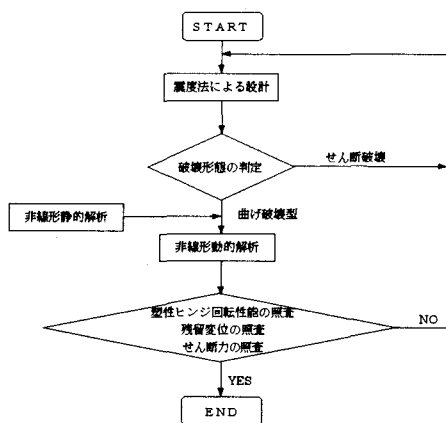 START
震度法による設計
破壊形態の判定
せん断破壊
非線形静的解析
曲げ破壊型
非線形動的解析
塑性ヒンジ回転性能の照査
残留変位の照査
せん断力の照査
NO
YES
END